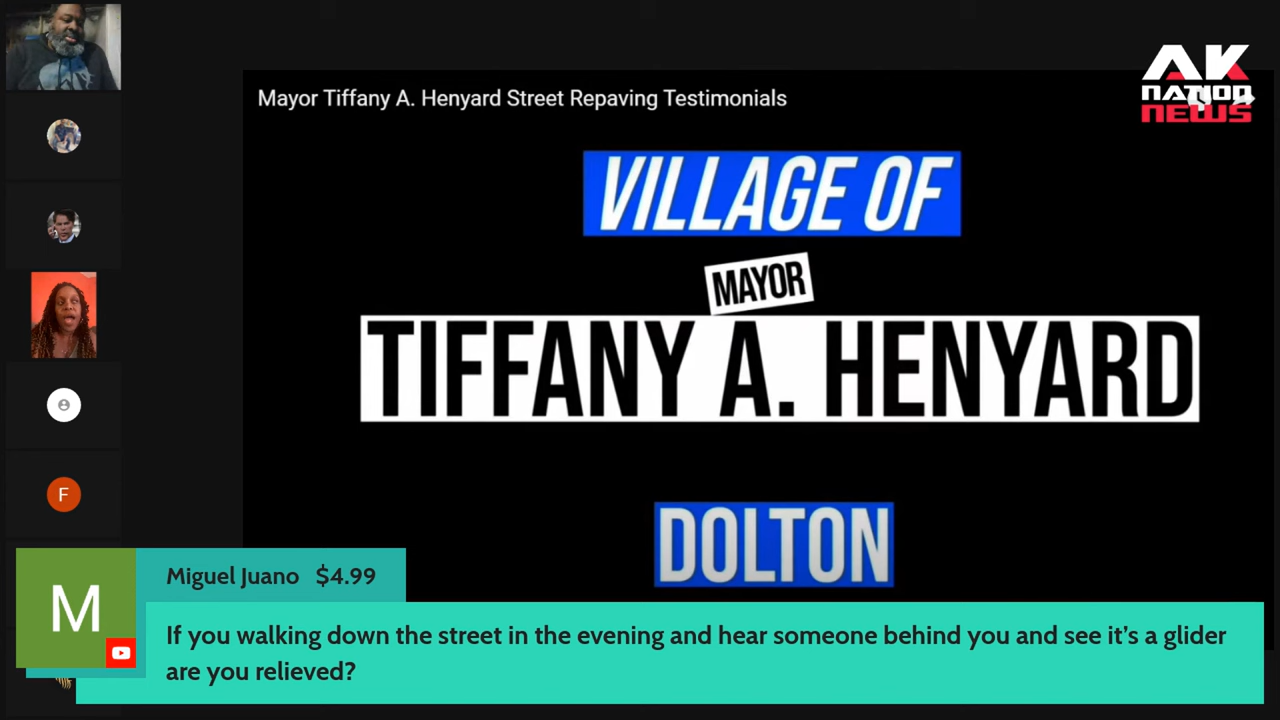 Mayor Tiffany A. Henyard Street Repaving Testimonials
AK
NATION
NEWS
VILLAGE OF
MAYOR
TIFFANY A. HENYARD
DOLTON
F
M
Miguel Juano $4.99
If you walking down the street in the evening and hear someone behind you and see it’s a glider
are you relieved?